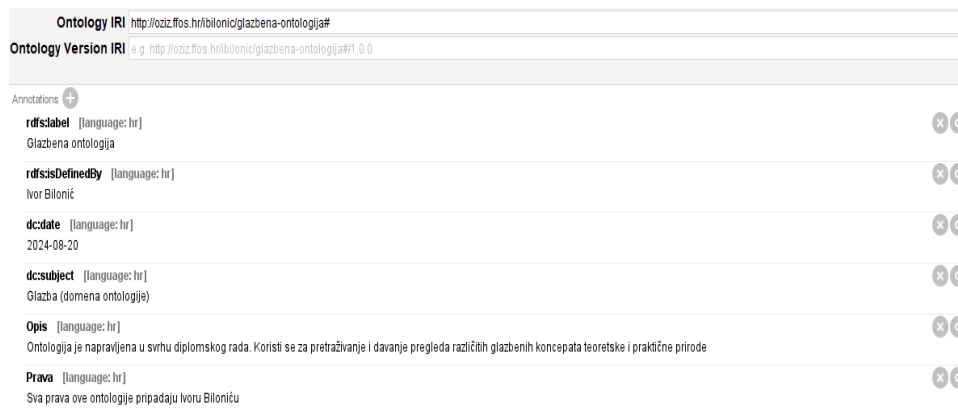 Ontology IRI http://oziz.ffos.hr/ibilonic/glazbena-ontologija#
Ontology Version IRI e.g. http://oziz.ffos.hr/ibilonic/glazbena-ontologija#/1.0.0
Annotations
rdfs:label [language: hr]
Glazbena ontologija
rdfs:isDefinedBy [language: hr]
Ivor Bilonić
dc:date [language: hr]
2024-08-20
dc:subject [language: hr]
Glazba (domena ontologije)
Opis [language: hr]
Ontologija je napravljena u svrhu diplomskog rada. Koristi se za pretraživanje i davanje pregleda različitih glazbenih koncepata teoretske i praktične prirode
Prava [language: hr]
Sva prava ove ontologije pripadaju Ivoru Biloniću